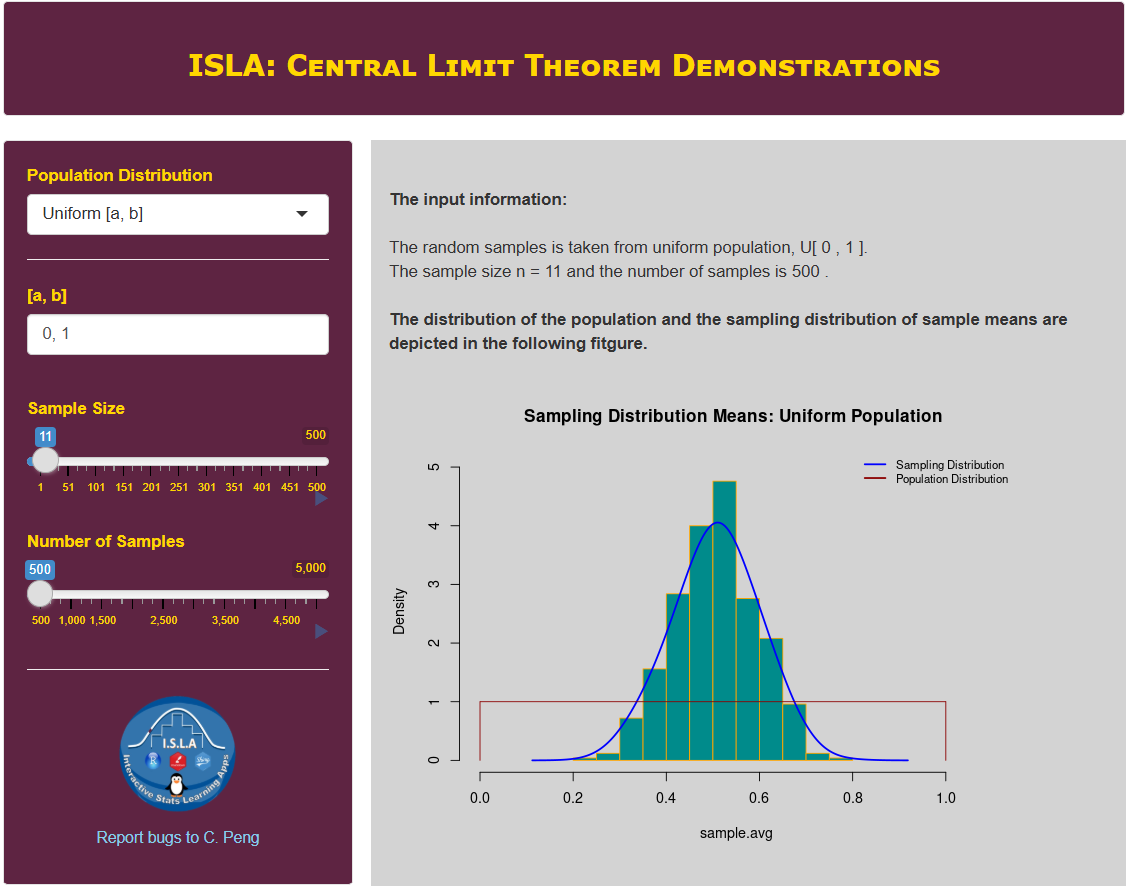 ISLA: Central Limit Theorem Demonstrations
Population Distribution
Uniform [a, b]
[a, b]
0, 1
Sample Size
11
500
1 51 101 151 201 251 301 351 401 451 500
Number of Samples
500
5,000
500 1,000 1,500 2,500 3,500 4,500
I.S.L.A
Interactive Stats Learning Apps
Report bugs to C. Peng
The input information:
The random samples is taken from uniform population, U[ 0 , 1 ].
The sample size n = 11 and the number of samples is 500 .
The distribution of the population and the sampling distribution of sample means are
depicted in the following fitgure.
Sampling Distribution Means: Uniform Population
Sampling Distribution
Population Distribution
Density
5
4
3
2
1
0
0.0 0.2 0.4 0.6 0.8 1.0
sample.avg